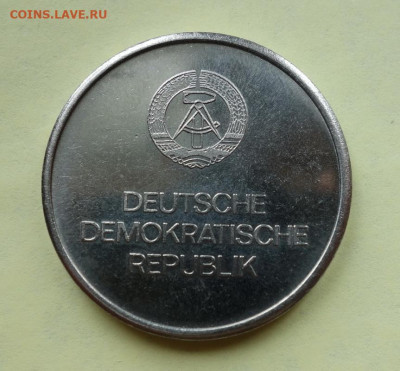 COINS.LAVE.RU
DEUTSCHE
DEMOKRATISCHE
REPUBLIK